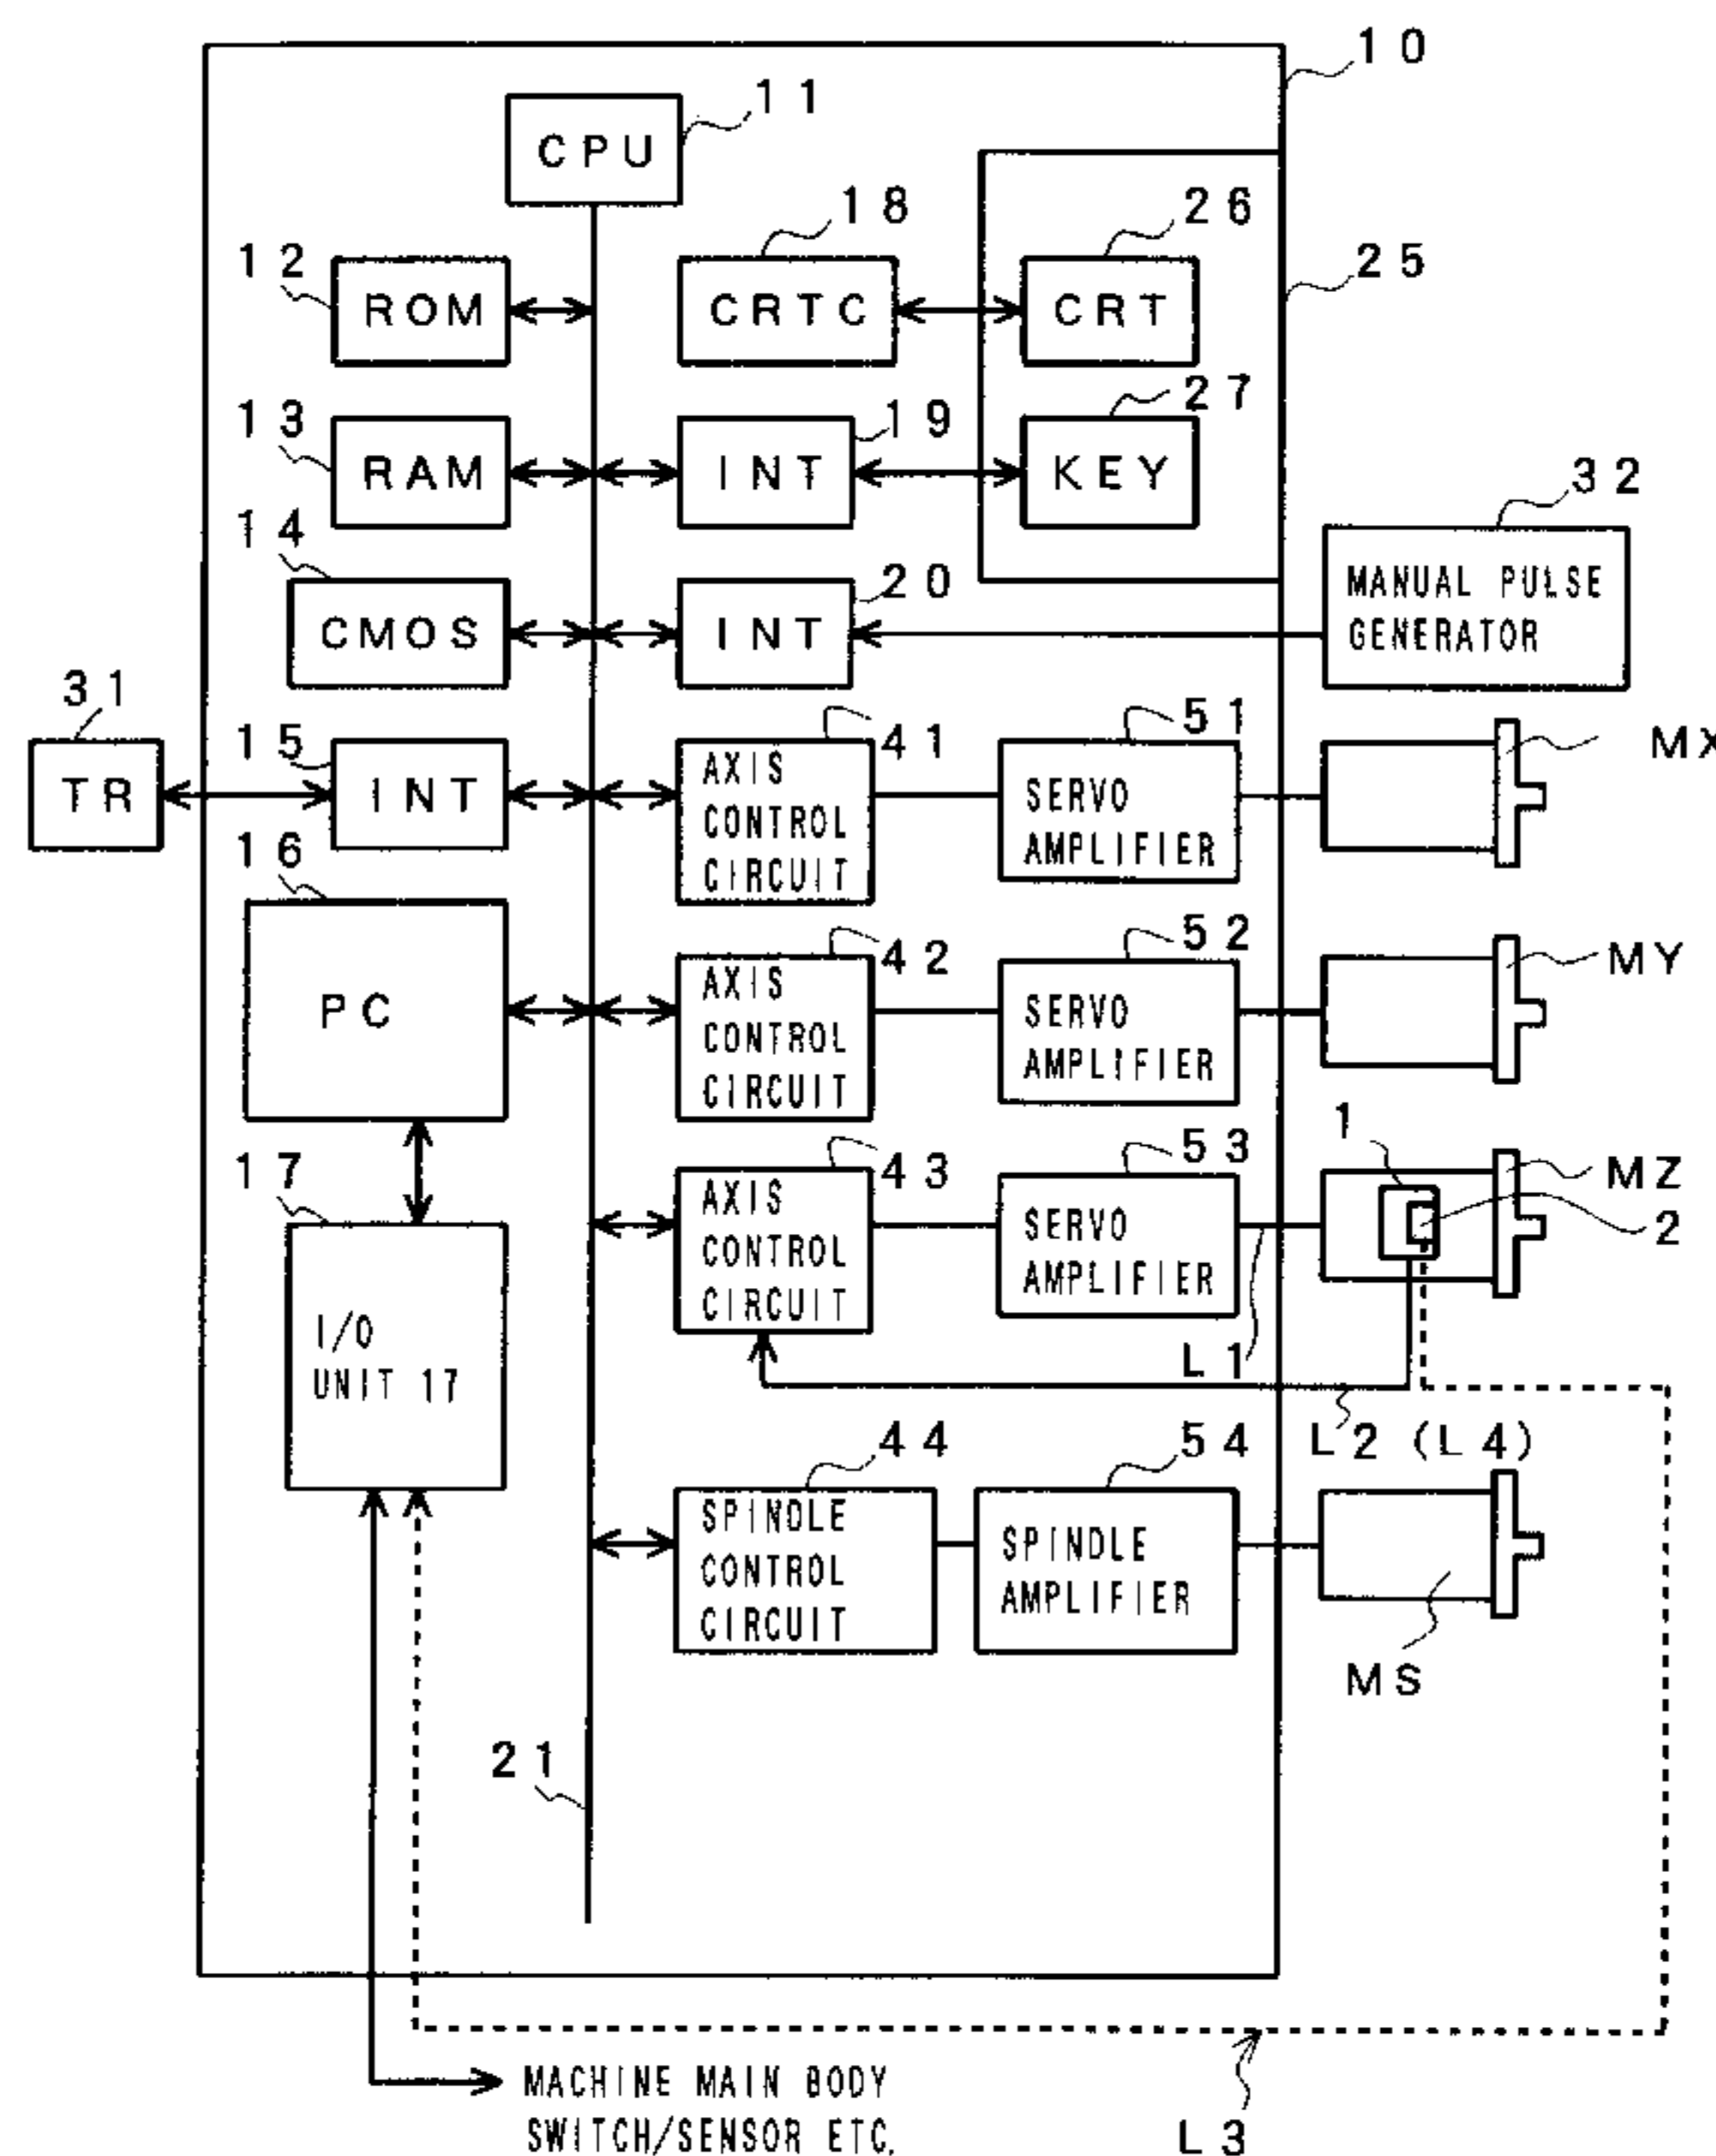 10
11
CPU
18
26
12
25
ROM
CRTC
CRT
13
19
27
RAM
INT
KEY
32
14
20
MANUAL PULSE
GENERATOR
CMOS
INT
31
15
41
51
MX
TR
INT
AXIS
CONTROL
CIRCUIT
SERVO
AMPLIFIER
16
42
52
MY
PC
AXIS
CONTROL
CIRCUIT
SERVO
AMPLIFIER
17
43
53
1
MZ
2
AXIS
CONTROL
CIRCUIT
SERVO
AMPLIFIER
I/O
UNIT 17
L1
L2 (L4)
44
54
SPINDLE
CONTROL
CIRCUIT
SPINDLE
AMPLIFIER
MS
21
MACHINE MAIN BODY
SWITCH/SENSOR ETC.
L3